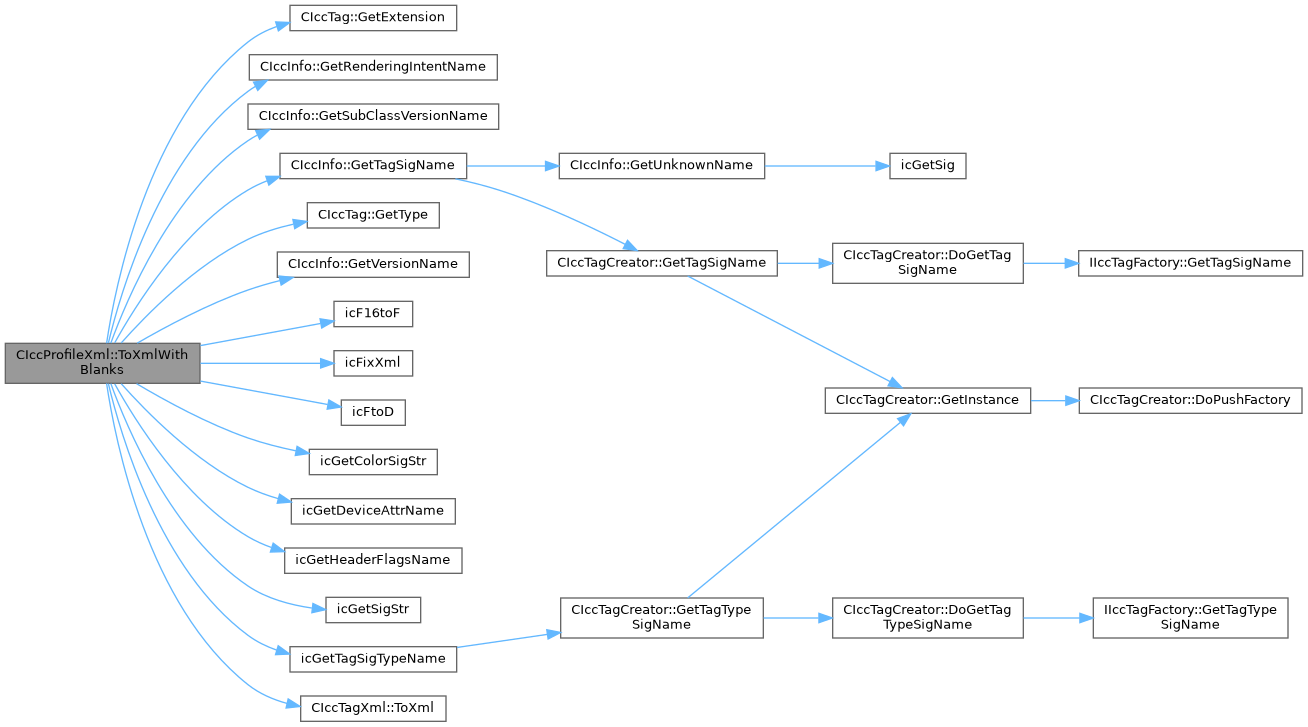 CIccTag::GetExtension
CIccInfo::GetRenderingIntentName
CIccInfo::GetSubClassVersionName
CIccInfo::GetTagSigName
CIccInfo::GetUnknownName
icGetSig
CIccTag::GetType
CIccInfo::GetVersionName
CIccTagCreator::GetTagSigName
CIccTagCreator::DoGetTag
SigName
IIccTagFactory::GetTagSigName
icF16toF
CIccProfileXml::ToXmlWith
Blanks
icFixXml
icFtoD
CIccTagCreator::GetInstance
CIccTagCreator::DoPushFactory
icGetColorSigStr
icGetDeviceAttrName
icGetHeaderFlagsName
icGetSigStr
CIccTagCreator::GetTagType
SigName
CIccTagCreator::DoGetTag
TypeSigName
IIccTagFactory::GetTagType
SigName
icGetTagSigTypeName
CIccTagXml::ToXml